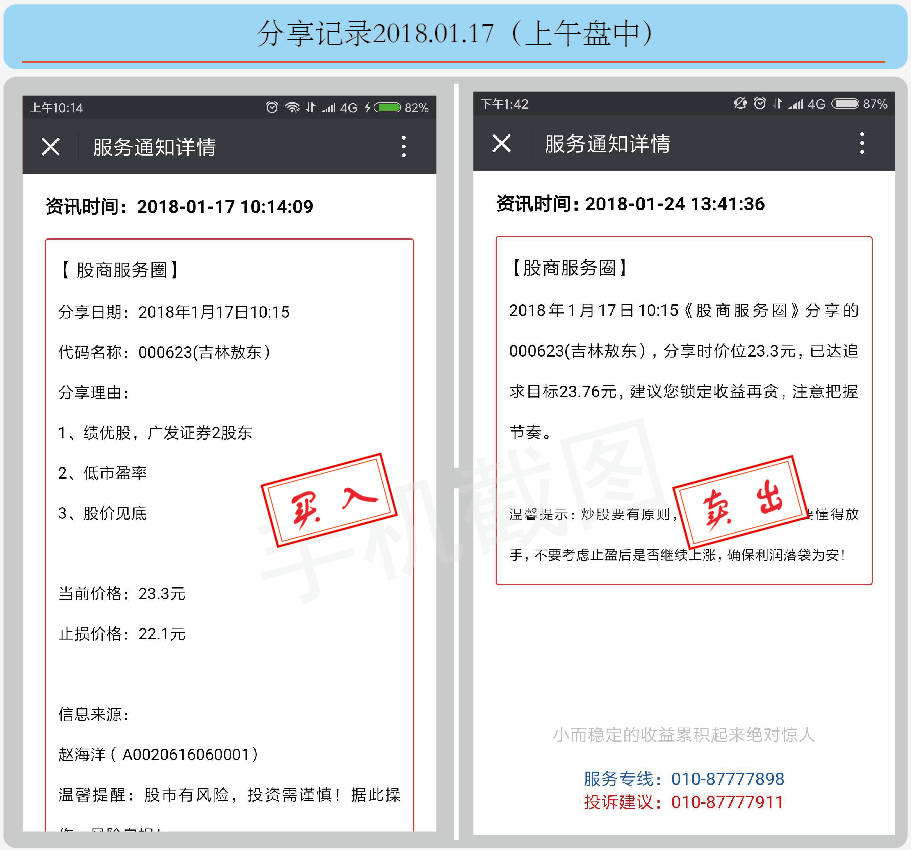 分享记录2018.01.17（上午盘中）
上午10:14
4G
82%
服务通知详情
资讯时间：2018-01-17 10:14:09
【股商服务圈】
分享日期：2018年1月17日10:15
代码名称：000623(吉林敖东)
分享理由：
1、绩优股，广发证券2股东
2、低市盈率
3、股价见底
买入
当前价格：23.3元
止损价格：22.1元
信息来源：
赵海洋（A0020616060001）
温馨提醒：股市有风险，投资需谨慎！据此操
下午1:42
4G
87%
服务通知详情
资讯时间：2018-01-24 13:41:36
【股商服务圈】
2018年1月17日10:15《股商服务圈》分享的
000623(吉林敖东)，分享时价位23.3元，已达追
求目标23.76元，建议您锁定收益再贪，注意把握
节奏。
卖出
温馨提示：炒股要有原则，懂得放
手，不要考虑止盈后是否继续上涨，确保利润落袋为安！
小而稳定的收益累积起来绝对惊人
服务专线：010-87777898
投诉建议：010-87777911
手机截图